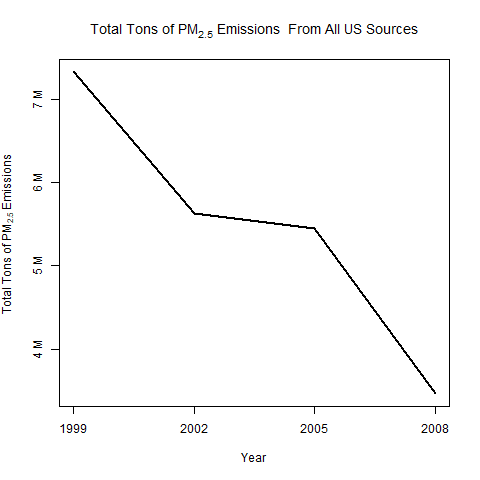 Total Tons of PM2.5 Emissions  From All US Sources
Total Tons of PM2.5 Emissions
7 M
6 M
5 M
4 M
1999 2002 2005 2008
Year